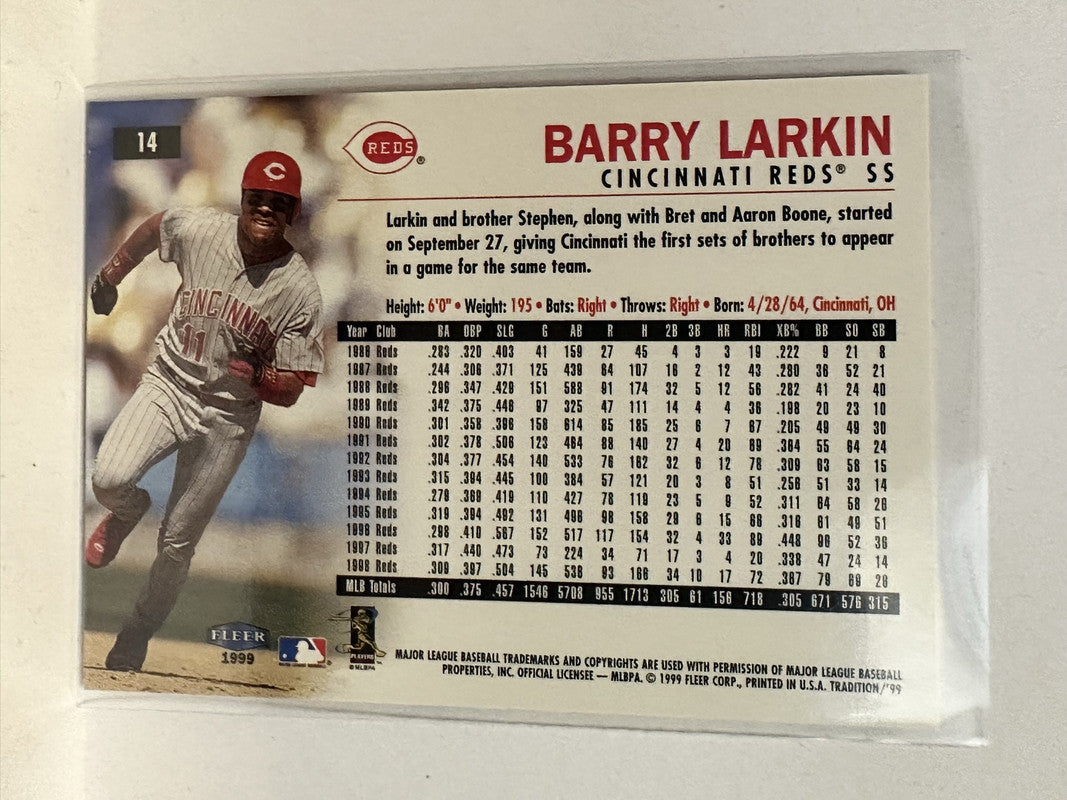 14
REDS®
BARRY LARKIN
CINCINNATI REDS® SS
Larkin and brother Stephen, along with Bret and Aaron Boone, started
on September 27, giving Cincinnati the first sets of brothers to appear
in a game for the same team.
Height: 6'0" • Weight: 195 • Bats: Right • Throws: Right • Born: 4/28/64, Cincinnati, OH
Year Club BA OBP SLG G AB R H 2B 3B HR RBI XB% BB SO SB
1986 Reds .283 .320 .403 41 159 27 45 4 3 3 19 .222 9 21 8
1987 Reds .244 .306 .371 125 439 64 107 16 2 12 43 .280 36 52 21
1988 Reds .296 .347 .429 151 588 91 174 32 5 12 56 .282 41 24 40
1989 Reds .342 .375 .446 97 325 47 111 14 4 4 36 .198 20 23 10
1990 Reds .301 .358 .396 158 614 85 185 25 6 7 67 .205 49 49 30
1991 Reds .302 .378 .506 123 464 88 140 27 4 20 69 .364 55 64 24
1992 Reds .304 .377 .454 140 533 76 162 32 6 12 78 .309 63 58 15
1993 Reds .315 .394 .445 100 384 57 121 20 3 8 51 .256 51 33 14
1994 Reds .279 .369 .419 110 427 78 119 23 5 9 52 .311 64 58 26
1995 Reds .319 .394 .492 131 496 98 158 29 6 15 66 .316 61 49 51
1996 Reds .298 .410 .567 152 517 117 154 32 4 33 89 .448 96 52 36
1997 Reds .317 .440 .473 73 224 34 71 17 3 4 20 .338 47 24 14
1998 Reds .309 .397 .504 145 538 93 166 34 10 17 72 .367 79 69 26
MLB Totals .300 .375 .457 1546 5708 955 1713 305 61 156 718 .305 671 576 315
CINCINNATI
11
FLEER
1999
PLAYERS
© MLBPA
MAJOR LEAGUE BASEBALL TRADEMARKS AND COPYRIGHTS ARE USED WITH PERMISSION OF MAJOR LEAGUE BASEBALL
PROPERTIES, INC. OFFICIAL LICENSEE — MLBPA. © 1999 FLEER CORP., PRINTED IN U.S.A. TRADITION/'99